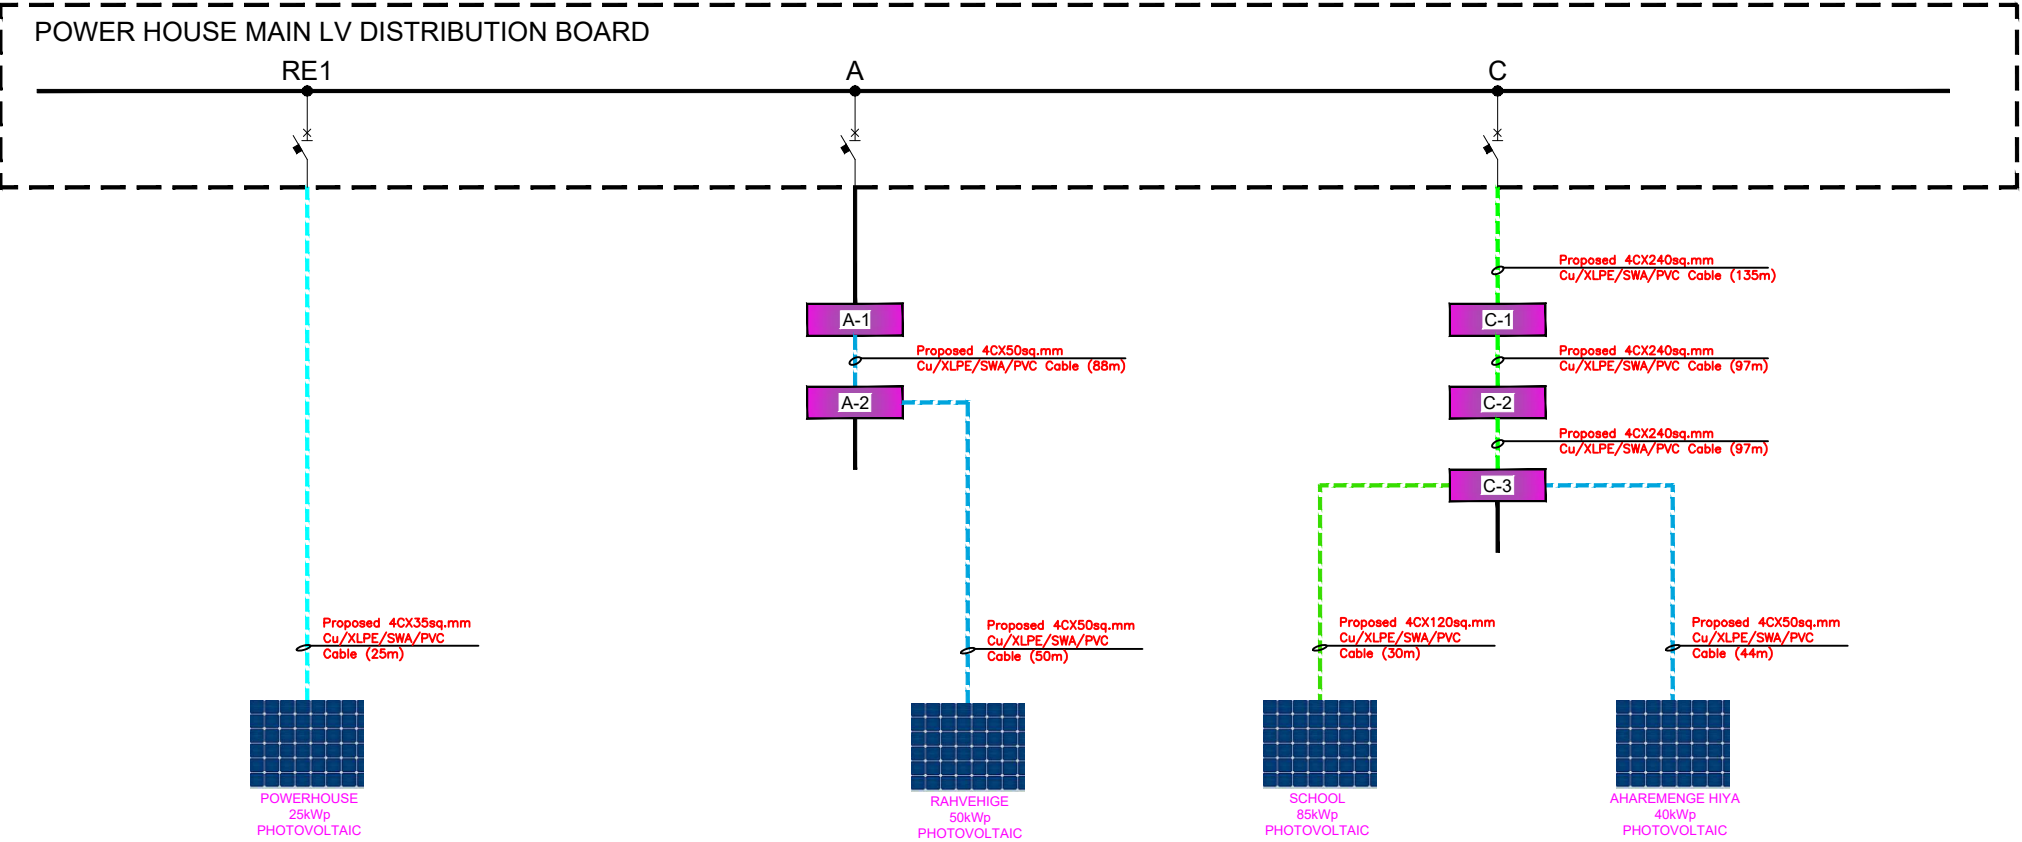 POWER HOUSE MAIN LV DISTRIBUTION BOARD
RE1
A
C
Proposed 4CX240sq.mm
Cu/XLPE/SWA/PVC Cable (135m)
A-1
C-1
Proposed 4CX50sq.mm
Cu/XLPE/SWA/PVC Cable (88m)
Proposed 4CX240sq.mm
Cu/XLPE/SWA/PVC Cable (97m)
A-2
C-2
Proposed 4CX240sq.mm
Cu/XLPE/SWA/PVC Cable (97m)
C-3
Proposed 4CX35sq.mm
Cu/XLPE/SWA/PVC
Cable (25m)
Proposed 4CX50sq.mm
Cu/XLPE/SWA/PVC
Cable (50m)
Proposed 4CX120sq.mm
Cu/XLPE/SWA/PVC
Cable (30m)
Proposed 4CX50sq.mm
Cu/XLPE/SWA/PVC
Cable (44m)
POWERHOUSE
25kWp
PHOTOVOLTAIC
RAHVEHIGE
50kWp
PHOTOVOLTAIC
SCHOOL
85kWp
PHOTOVOLTAIC
AHAREMENGE HIYA
40kWp
PHOTOVOLTAIC